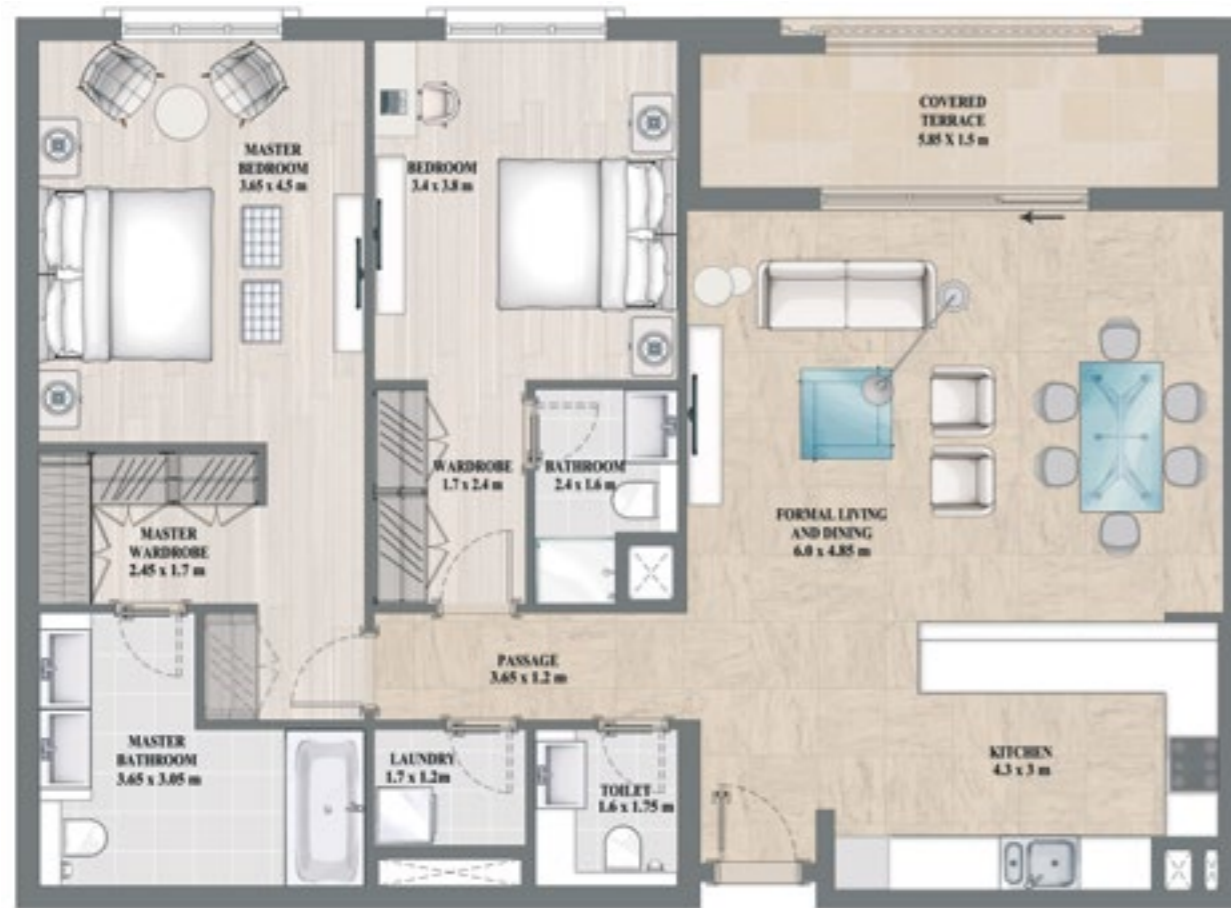 COVERED
TERRACE
5.85 X 1.5 m
MASTER
BEDROOM
3.65 x 4.5 m
BEDROOM
3.4 x 3.8 m
WARDROBE
1.7 x 2.4 m
BATHROOM
2.4 x 1.6 m
FORMAL LIVING
AND DINING
6.0 x 4.85 m
MASTER
WARDROBE
2.45 x 1.7 m
PASSAGE
3.65 x 1.2 m
MASTER
BATHROOM
3.65 x 3.05 m
LAUNDRY
1.7 x 1.2m
TOILET
1.6 x 1.75 m
KITCHEN
4.3 x 3 m